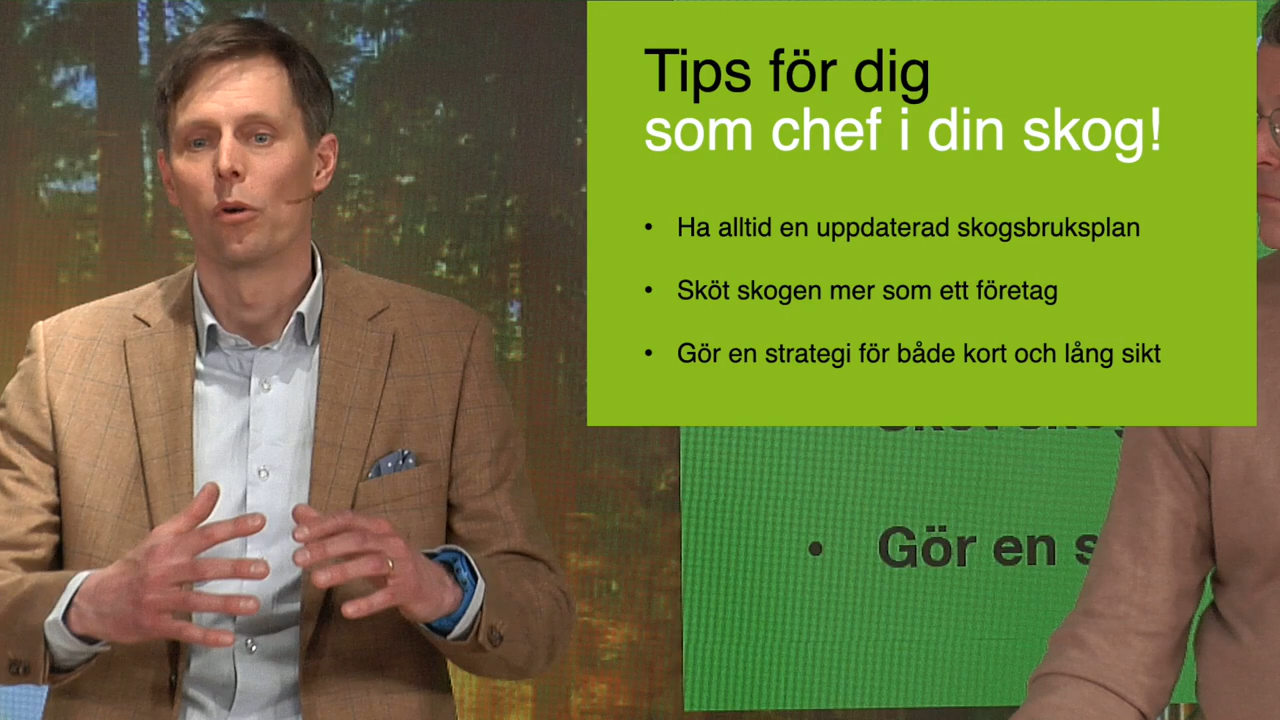 Tips för dig
som chef i din skog!
• Ha alltid en uppdaterad skogsbruksplan
• Sköt skogen mer som ett företag
• Gör en strategi för både kort och lång sikt
• Gör en